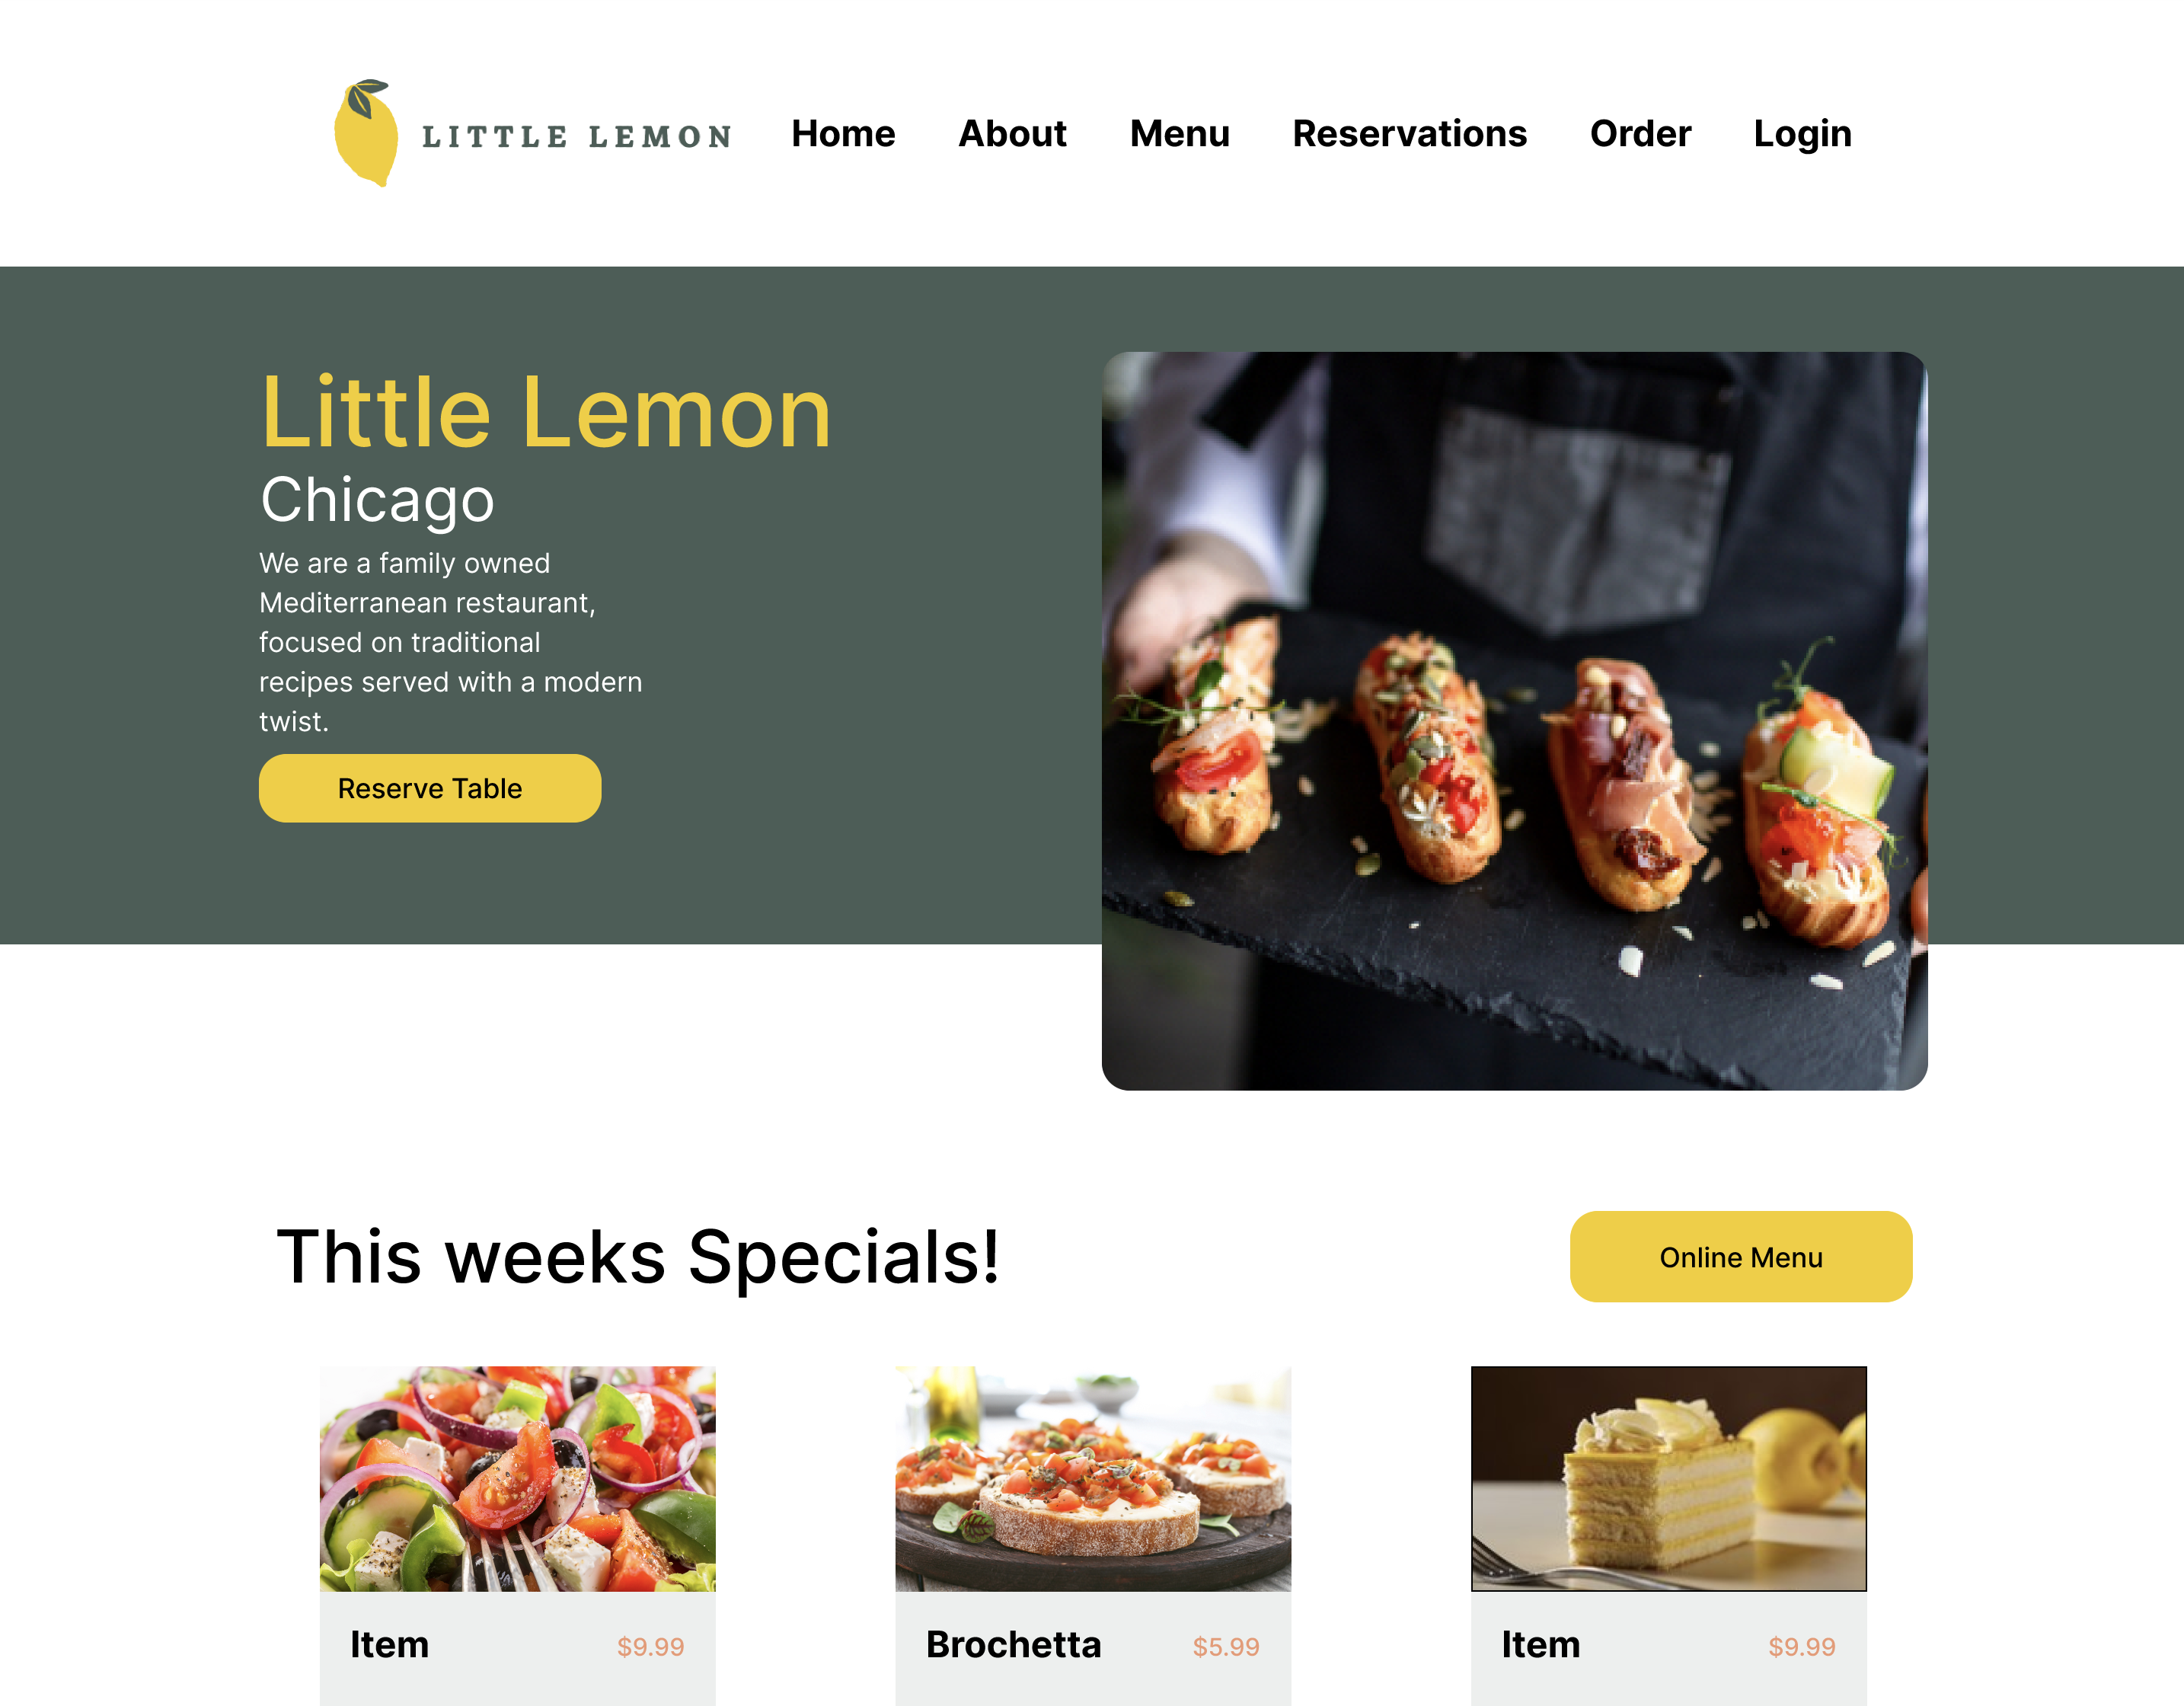 LITTLE LEMON Home About Menu Reservations Order Login
Little Lemon
Chicago
We are a family owned
Mediterranean restaurant,
focused on traditional
recipes served with a modern
twist.
Reserve Table
This weeks Specials!
Online Menu
Item $9.99
Brochetta $5.99
Item $9.99